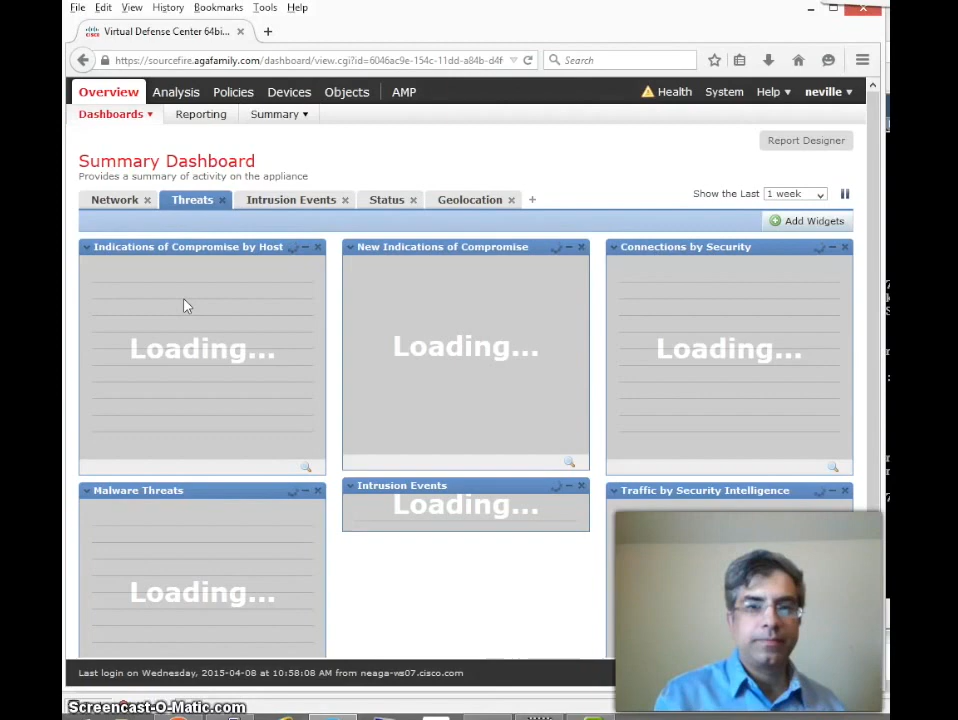 File Edit View History Bookmarks Tools Help
Virtual Defense Center 64bi...
https://sourcefire.agafamily.com/dashboard/view.cgi?id=6046ac9e-154c-11dd-a84b-d4f
Search
Overview Analysis Policies Devices Objects AMP Health System Help neville
Dashboards Reporting Summary
Report Designer
Summary Dashboard
Provides a summary of activity on the appliance
Network Threats Intrusion Events Status Geolocation +
Show the Last 1 week
Add Widgets
Indications of Compromise by Host
New Indications of Compromise
Connections by Security
Loading...
Loading...
Loading...
Malware Threats
Intrusion Events
Traffic by Security Intelligence
Loading...
Loading...
Last login on Wednesday, 2015-04-08 at 10:58:08 AM from neaga-ws07.cisco.com
Screencast-O-Matic.com